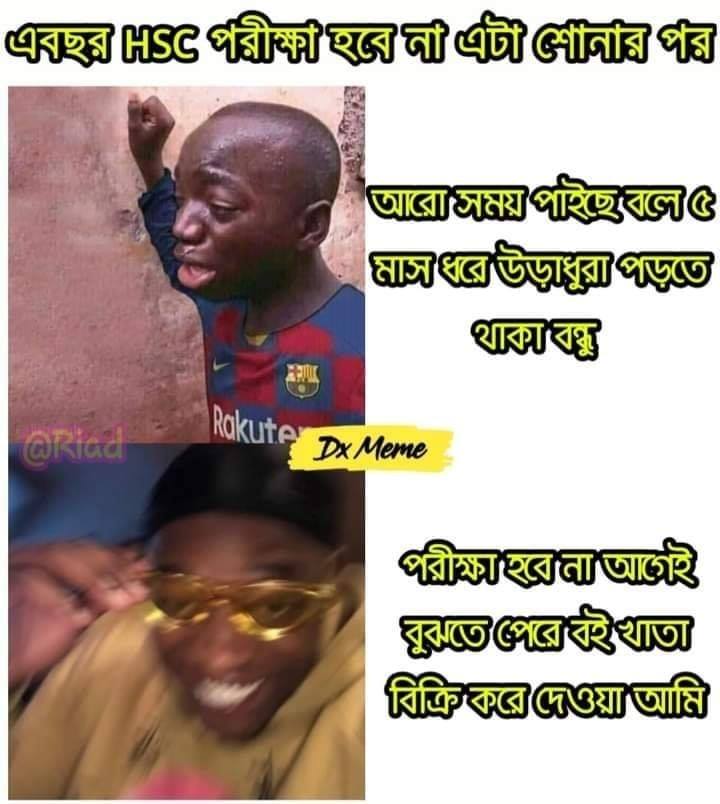 এবছর HSC পরীক্ষা হবে না এটা শোনার পর
আরো সময় পাইছে বলে ৫
মাস ধরে উড়াধুরা পড়তে
থাকা বন্ধু
Rakuten
@Riad
Dx Meme
পরীক্ষা হবে না আগেই
বুঝতে পেরে বই খাতা
বিক্রি করে দেওয়া আমি